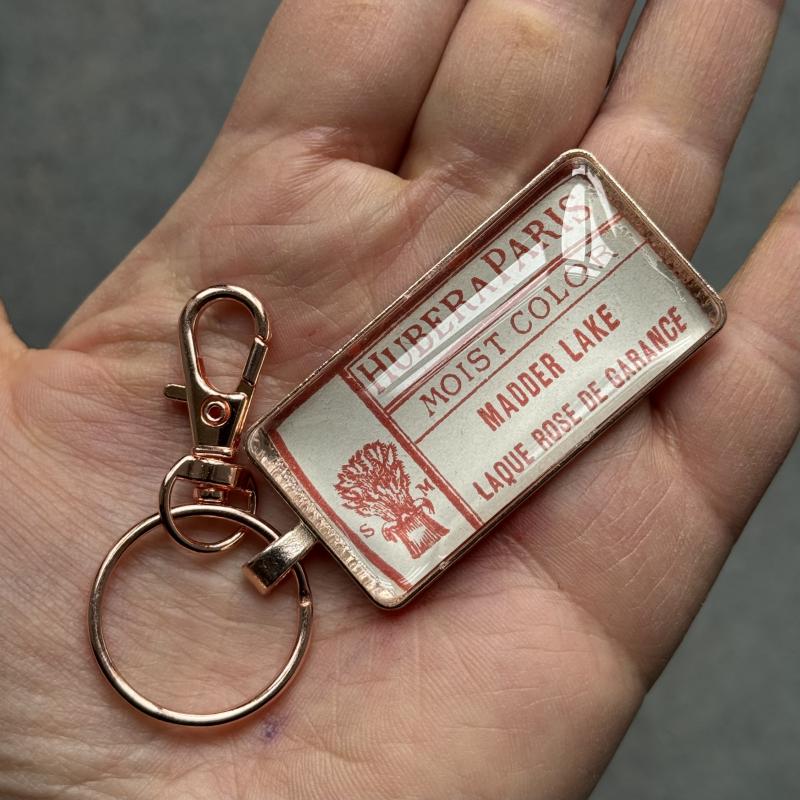 HUBER A PARIS
MOIST COLOR
MADDER LAKE
LAQUE ROSE DE GARANCE
S M